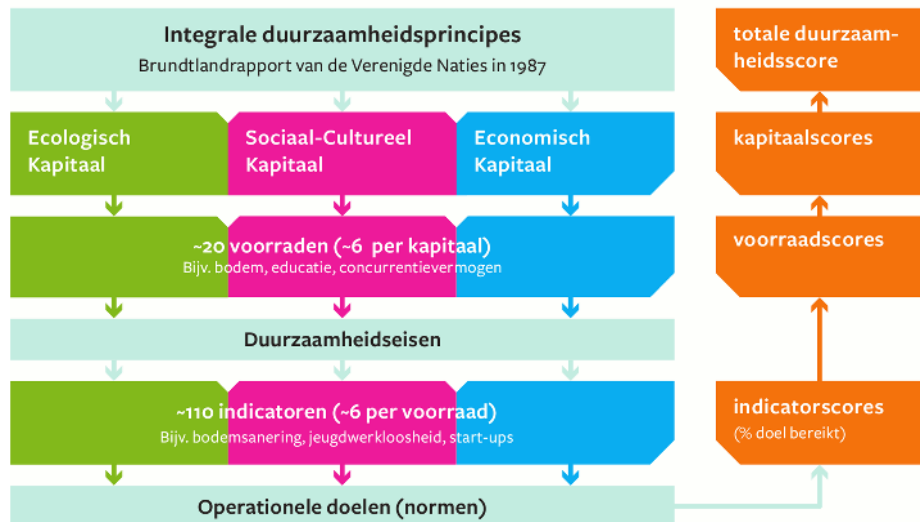 Integrale duurzaamheidsprincipes
Brundtlandrapport van de Verenigde Naties in 1987
Ecologisch
Kapitaal
Sociaal-Cultureel
Kapitaal
Economisch
Kapitaal
~20 voorraden (~6 per kapitaal)
Bijv. bodem, educatie, concurrentievermogen
Duurzaamheidseisen
~110 indicatoren (~6 per voorraad)
Bijv. bodemsanering, jeugdwerkloosheid, start-ups
Operationele doelen (normen)
totale duurzaam-
heidsscore
kapitaalscores
voorraadscores
indicatorscores
(% doel bereikt)